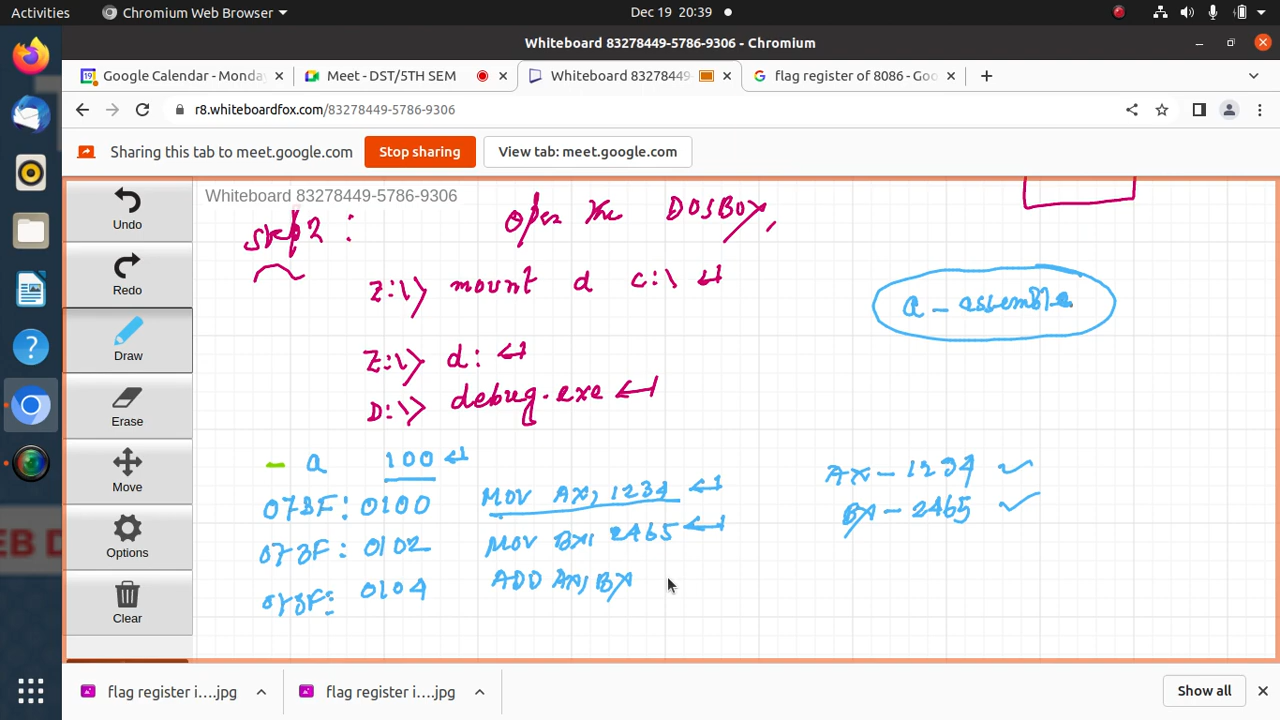 Activities Chromium Web Browser Dec 19 20:39
Whiteboard 83278449-5786-9306 - Chromium
Google Calendar - Monda Meet - DST/5TH SEM Whiteboard 83278449 flag register of 8086 - Goo
r8.whiteboardfox.com/83278449-5786-9306
Sharing this tab to meet.google.com Stop sharing View tab: meet.google.com
Whiteboard 83278449-5786-9306
Undo
Redo
Draw
Erase
Move
Options
Clear
Step2 : Open the DOSBOX,
Z:\> mount d c:\ ↵
a - assemble
Z:\> d: ↵
D:\> debug.exe ↵
- a 100 ↵
073F:0100 MOV AX, 1234 ↵
073F:0102 MOV BX, 2465 ↵
073F:0104 ADD AX, BX
AX - 1234 ✓
BX - 2465 ✓
flag register i....jpg flag register i....jpg Show all